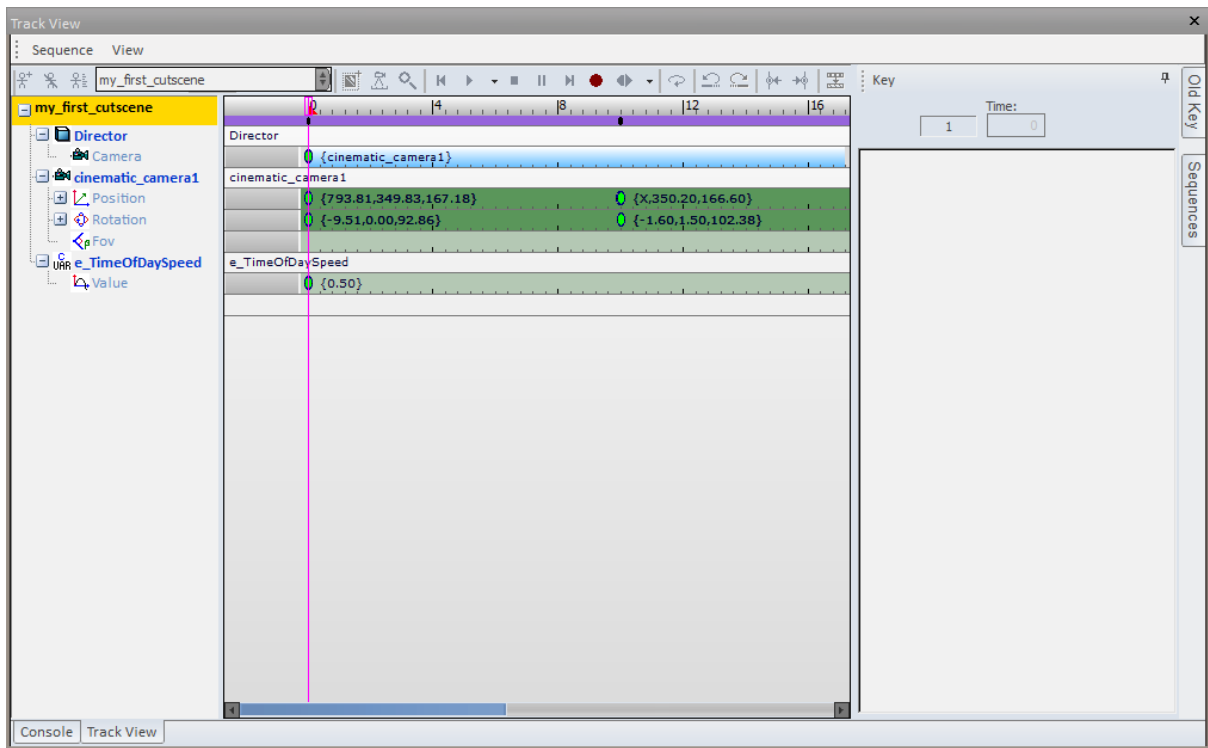 Track View
Sequence View
my_first_cutscene
Key
Old Key
Sequences
Time:
1
0
my_first_cutscene
0 4 8 12 16
Director
Director
Camera
{cinematic_camera1}
cinematic_camera1
cinematic_camera1
Position
{793.81,349.83,167.18} {X,350.20,166.60}
Rotation
{-9.51,0.00,92.86} {-1.60,1.50,102.38}
Fov
e_TimeOfDaySpeed
e_TimeOfDaySpeed
Value
{0.50}
Console Track View